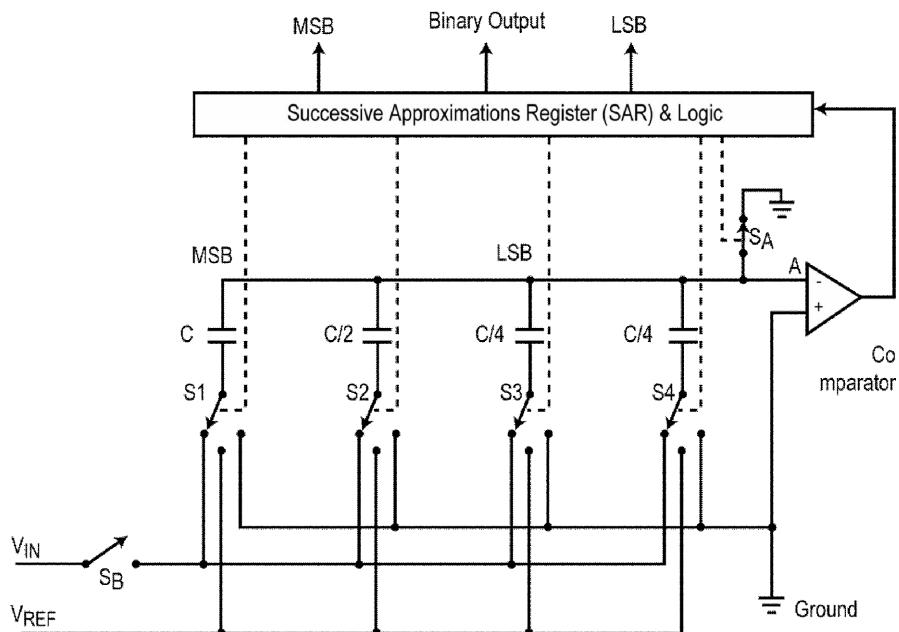 MSB
Binary Output
LSB
Successive Approximations Register (SAR) & Logic
SA
MSB
LSB
A
-
+
C
C/2
C/4
C/4
Co
mparator
S1
S2
S3
S4
VIN
SB
VREF
Ground